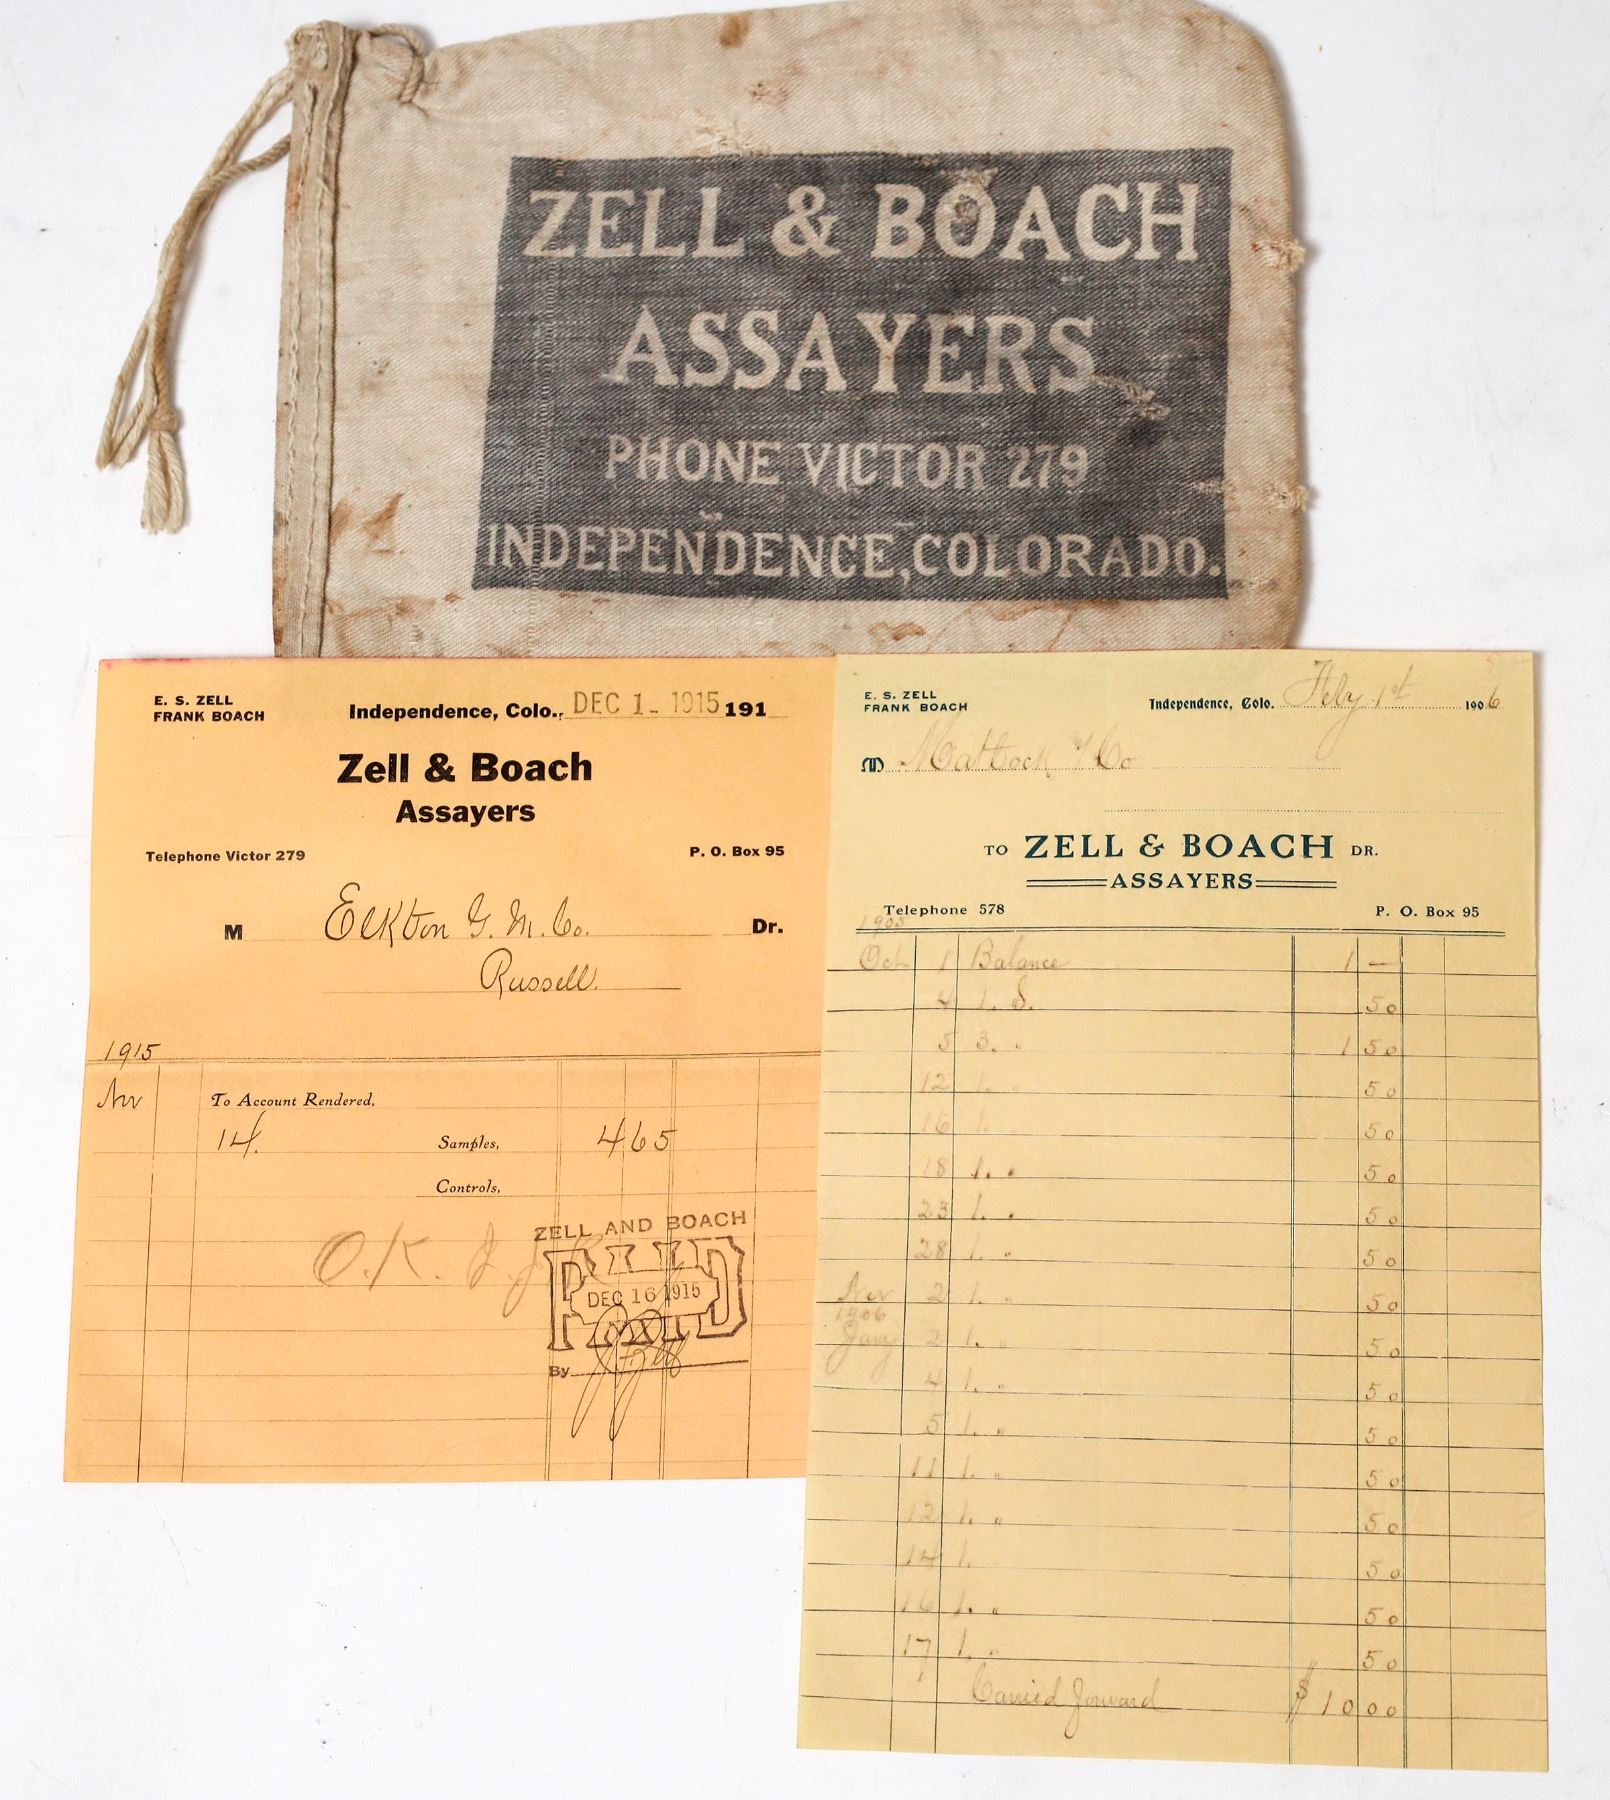 ZELL & BOACH
ASSAYERS
PHONE VICTOR 279
INDEPENDENCE, COLORADO.
E. S. ZELL
FRANK BOACH
Independence, Colo., DEC 1 - 1915 191
Zell & Boach
Assayers
Telephone Victor 279 P. O. Box 95
M Elkton G. M. Co. Dr.
Russell.
1915
Nov To Account Rendered,
14. Samples, 4 65
Controls,
O.K.
ZELL AND BOACH
PAID
DEC 16 1915
By
E. S. ZELL
FRANK BOACH
Independence, Colo. Feby 1st 1906
M Matlock & Co
TO ZELL & BOACH DR.
ASSAYERS
Telephone 578 P. O. Box 95
1905
Oct 1 Balance 1 —
4 1. S. 50
5 3. " 1 50
12 1. " 50
16 1. 50
18 1. " 50
23 1. " 50
28 1. " 50
Nov 2 1. " 50
1906
Jany 2 1. " 50
4 1. " 50
5 1. " 50
11 1. " 50
12 1. " 50
14 1. 50
16 1. " 50
17 1. " 50
Carried Forward $ 10 00